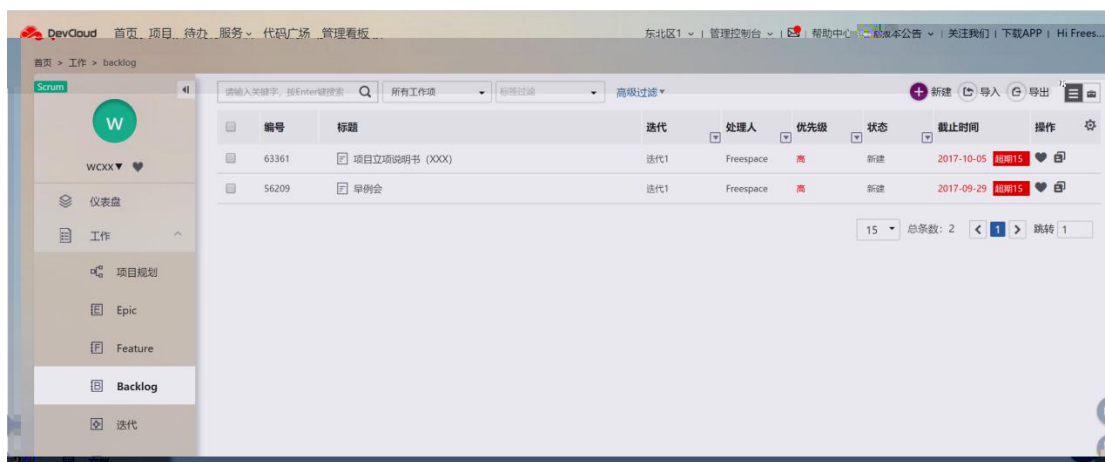 DevCloud 首页 项目 待办 服务 代码广场 管理看板 东北区1 | 管理控制台 | 帮助中心 版本公告 | 关注我们 | 下载APP | Hi Frees...
首页 > 工作 > backlog
Scrum
请输入关键字，按Enter键搜索 所有工作项 标签过滤 高级过滤 新建 导入 导出
W
WCXX
编号 标题 迭代 处理人 优先级 状态 截止时间 操作
63361 项目立项说明书 (XXX) 迭代1 Freespace 高 新建 2017-10-05 超期15
56209 早例会 迭代1 Freespace 高 新建 2017-09-29 超期15
15 总条数: 2 1 跳转 1
仪表盘
工作
项目规划
Epic
Feature
Backlog
迭代